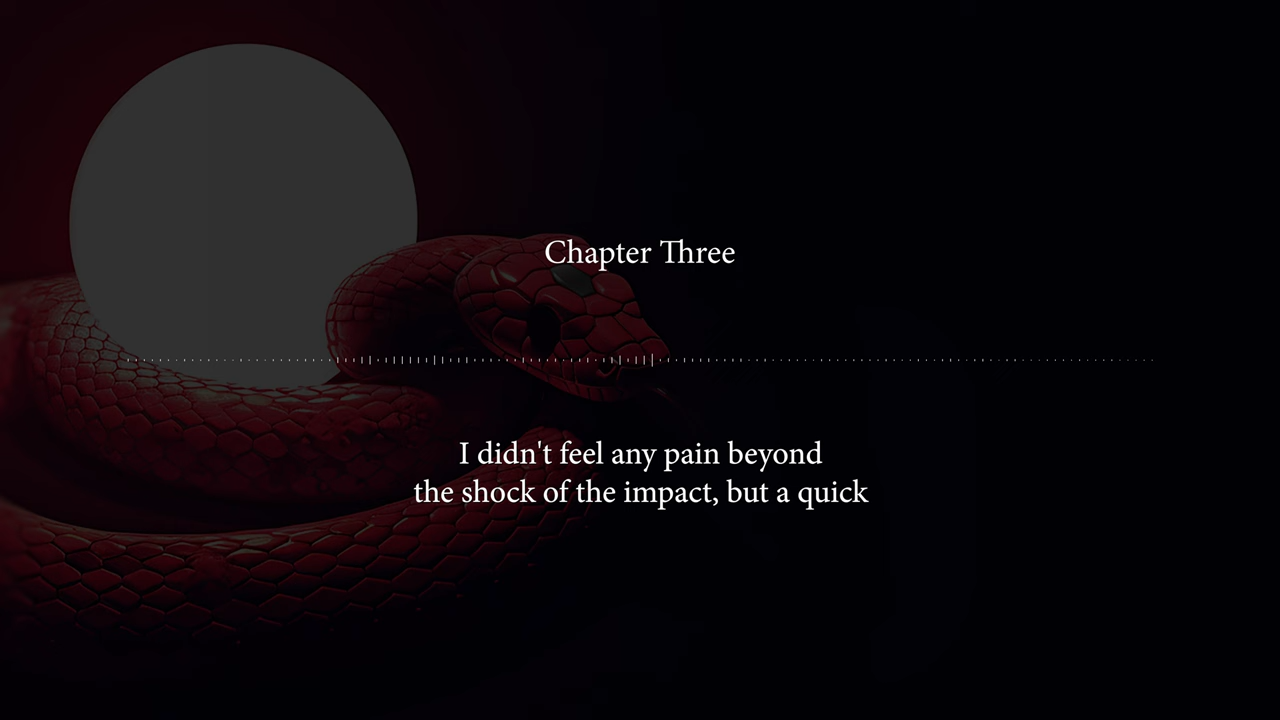 Chapter Three
I didn't feel any pain beyond
the shock of the impact, but a quick